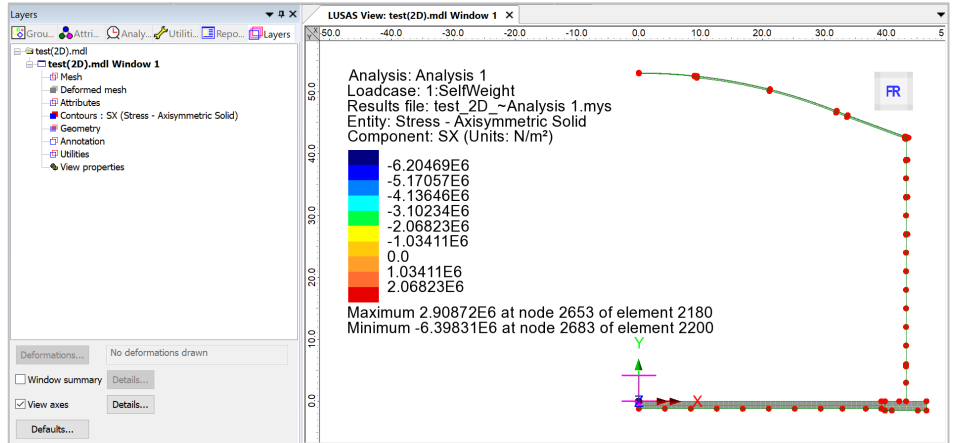 Layers
Grou... Attri... Analy... Utiliti... Repo... Layers
test(2D).mdl
test(2D).mdl Window 1
Mesh
Deformed mesh
Attributes
Contours : SX (Stress - Axisymmetric Solid)
Geometry
Annotation
Utilities
View properties
Deformations... No deformations drawn
Window summary Details...
View axes Details...
Defaults...
LUSAS View: test(2D).mdl Window 1 X
Y X 50.0 -40.0 -30.0 -20.0 -10.0 0.0 10.0 20.0 30.0 40.0 5
50.0
40.0
30.0
20.0
10.0
0.0
Analysis: Analysis 1
Loadcase: 1:SelfWeight
Results file: test_2D_~Analysis 1.mys
Entity: Stress - Axisymmetric Solid
Component: SX (Units: N/m²)
-6.20469E6
-5.17057E6
-4.13646E6
-3.10234E6
-2.06823E6
-1.03411E6
0.0
1.03411E6
2.06823E6
Maximum 2.90872E6 at node 2653 of element 2180
Minimum -6.39831E6 at node 2683 of element 2200
FR
Y
Z
X